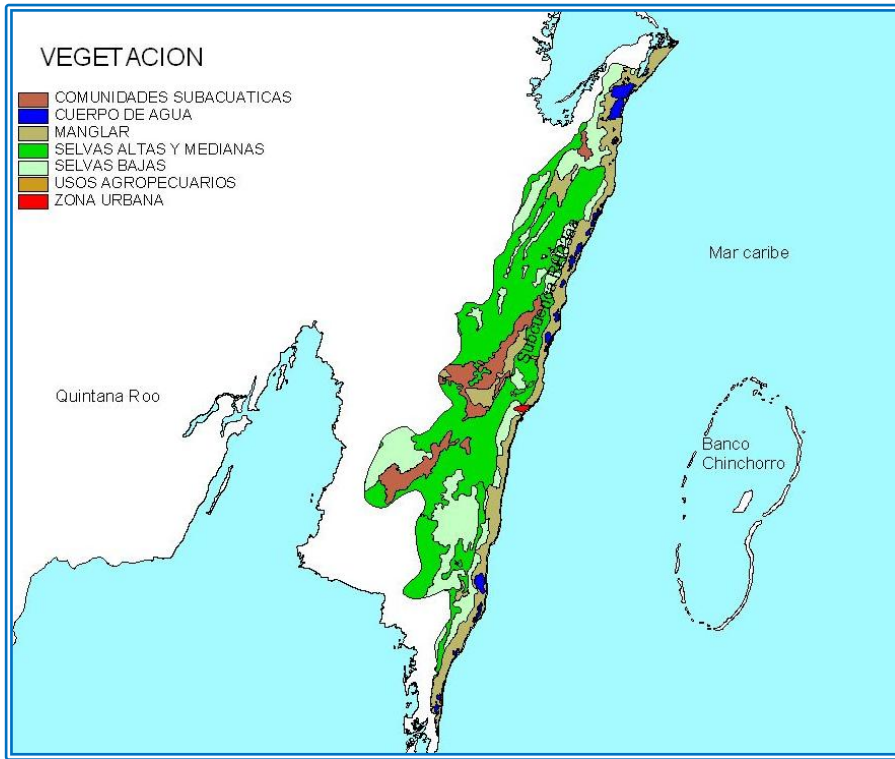 VEGETACION
COMUNIDADES SUBACUATICAS
CUERPO DE AGUA
MANGLAR
SELVAS ALTAS Y MEDIANAS
SELVAS BAJAS
USOS AGROPECUARIOS
ZONA URBANA
Mar caribe
Subcuenca
Quintana Roo
Banco
Chinchorro